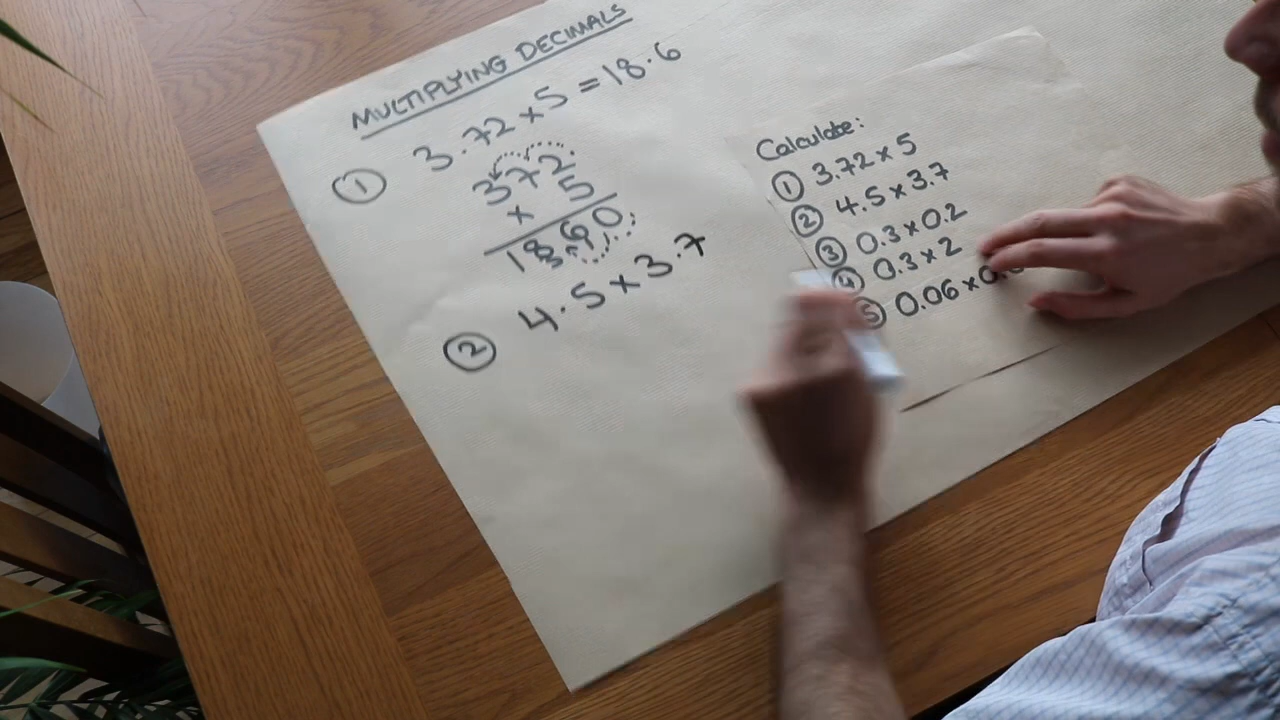 MULTIPLYING DECIMALS
① 3.72 × 5 = 18.6
372
× 5
1860
② 4.5 × 3.7
Calculate:
① 3.72 × 5
② 4.5 × 3.7
③ 0.3 × 0.2
④ 0.3 × 2
⑤ 0.06 ×